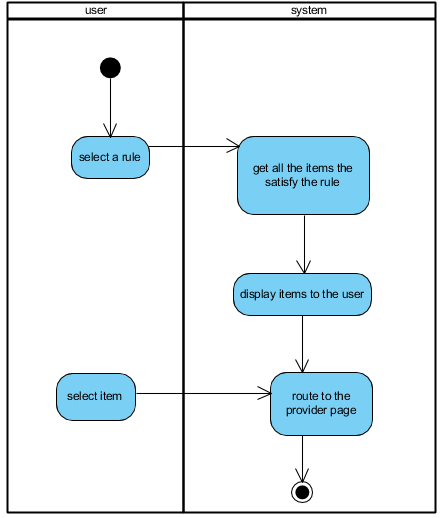 user
system
select a rule
get all the items the
satisfy the rule
display items to the user
select item
route to the
provider page